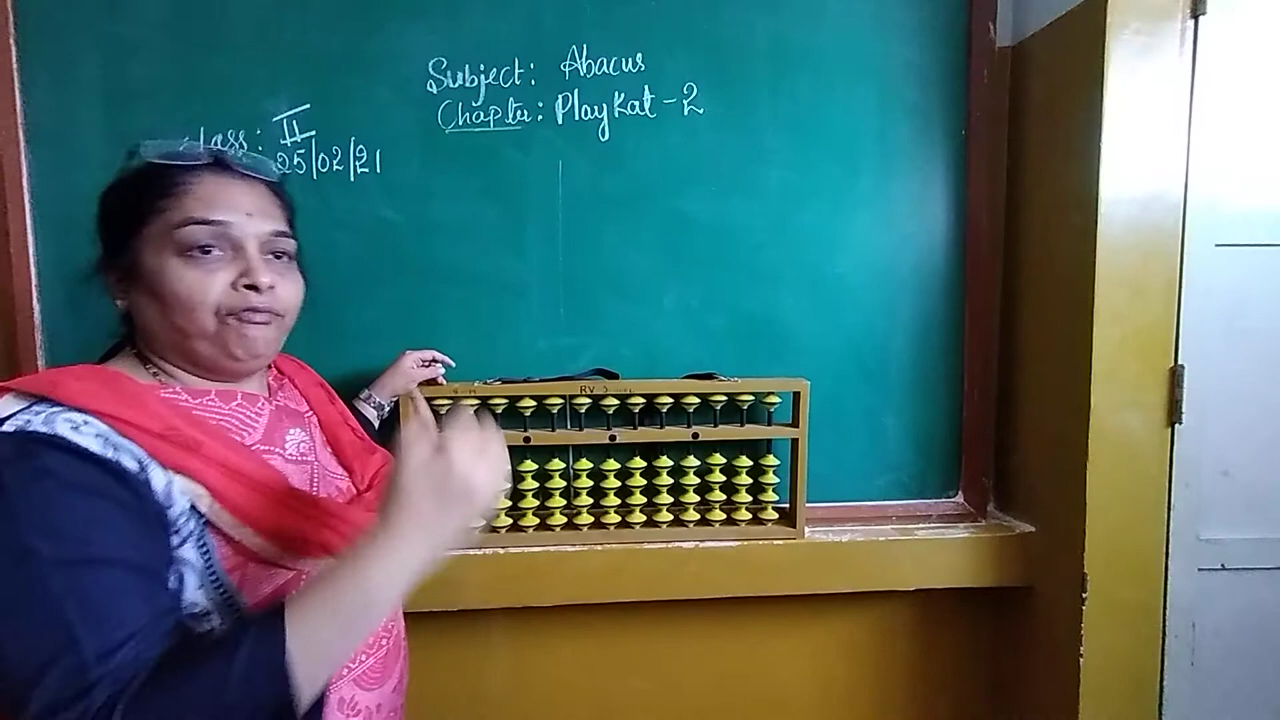 Subject: Abacus
Chapter: PlayKat-2
class: II
25/02/21
RV